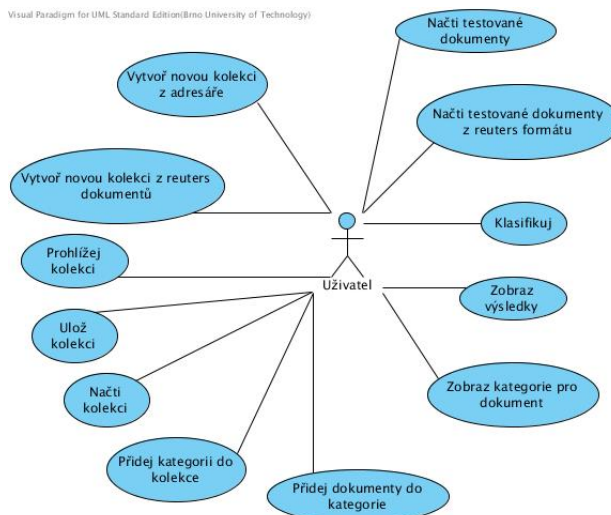 Visual Paradigm for UML Standard Edition(Brno University of Technology)
Načti testované
dokumenty
Vytvoř novou kolekci
z adresáře
Načti testované dokumenty
z reuters formátu
Vytvoř novou kolekci z reuters
dokumentů
Klasifikuj
Prohlížej
kolekci
Uživatel
Zobraz
výsledky
Ulož
kolekci
Načti
kolekci
Zobraz kategorie pro
dokument
Přidej kategorii do
kolekce
Přidej dokumenty do
kategorie